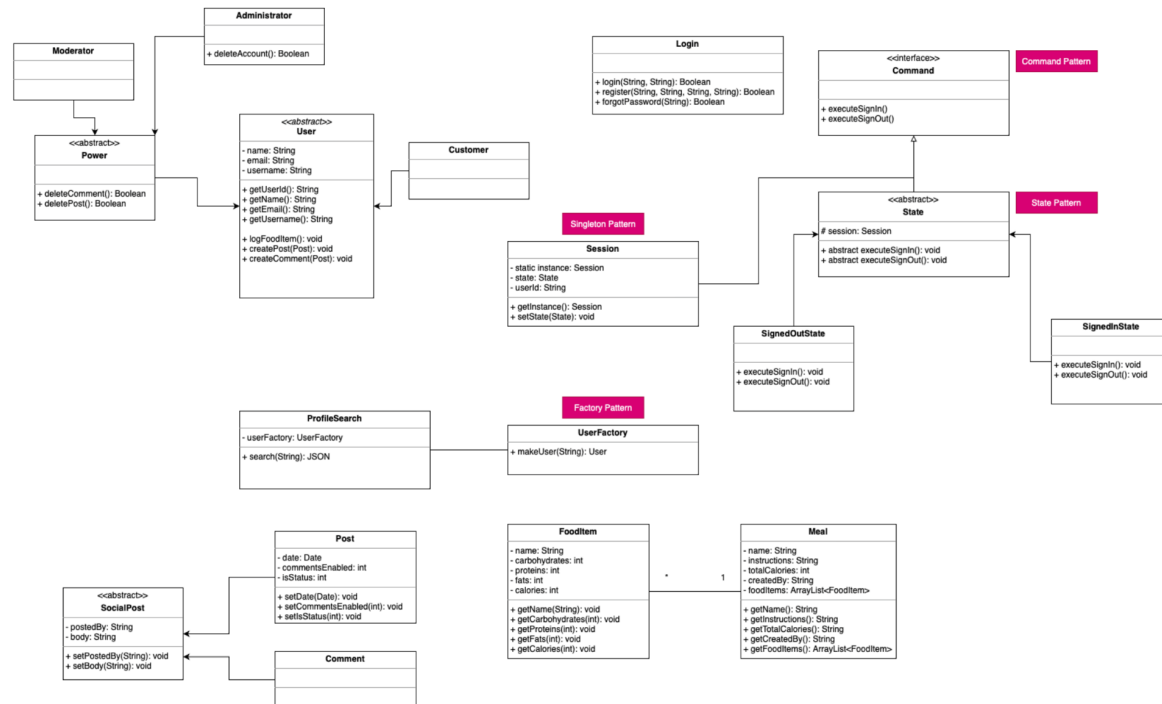 Administrator
+ deleteAccount(): Boolean
Moderator
<<abstract>>
Power
+ deleteComment(): Boolean
+ deletePost(): Boolean
<<abstract>>
User
- name: String
- email: String
- username: String
+ getUserId(): String
+ getName(): String
+ getEmail(): String
+ getUsername(): String
+ logFoodItem(): void
+ createPost(Post): void
+ createComment(Post): void
Customer
Login
+ login(String, String): Boolean
+ register(String, String, String, String): Boolean
+ forgotPassword(String): Boolean
<<interface>>
Command
+ executeSignIn()
+ executeSignOut()
Command Pattern
<<abstract>>
State
# session: Session
+ abstract executeSignIn(): void
+ abstract executeSignOut(): void
State Pattern
Singleton Pattern
Session
- static instance: Session
- state: State
- userId: String
+ getInstance(): Session
+ setState(State): void
SignedOutState
+ executeSignIn(): void
+ executeSignOut(): void
SignedInState
+ executeSignIn(): void
+ executeSignOut(): void
ProfileSearch
- userFactory: UserFactory
+ search(String): JSON
Factory Pattern
UserFactory
+ makeUser(String): User
Post
- date: Date
- commentsEnabled: int
- isStatus: int
+ setDate(Date): void
+ setCommentsEnabled(int): void
+ setIsStatus(int): void
<<abstract>>
SocialPost
- postedBy: String
- body: String
+ setPostedBy(String): void
+ setBody(String): void
Comment
FoodItem
- name: String
- carbohydrates: int
- proteins: int
- fats: int
- calories: int
+ getName(String): void
+ getCarbohydrates(int): void
+ getProteins(int): void
+ getFats(int): void
+ getCalories(int): void
* 1
Meal
- name: String
- instructions: String
- totalCalories: int
- createdBy: String
- foodItems: ArrayList<FoodItem>
+ getName(): String
+ getInstructions(): String
+ getTotalCalories(): String
+ getCreatedBy(): String
+ getFoodItems(): ArrayList<FoodItem>